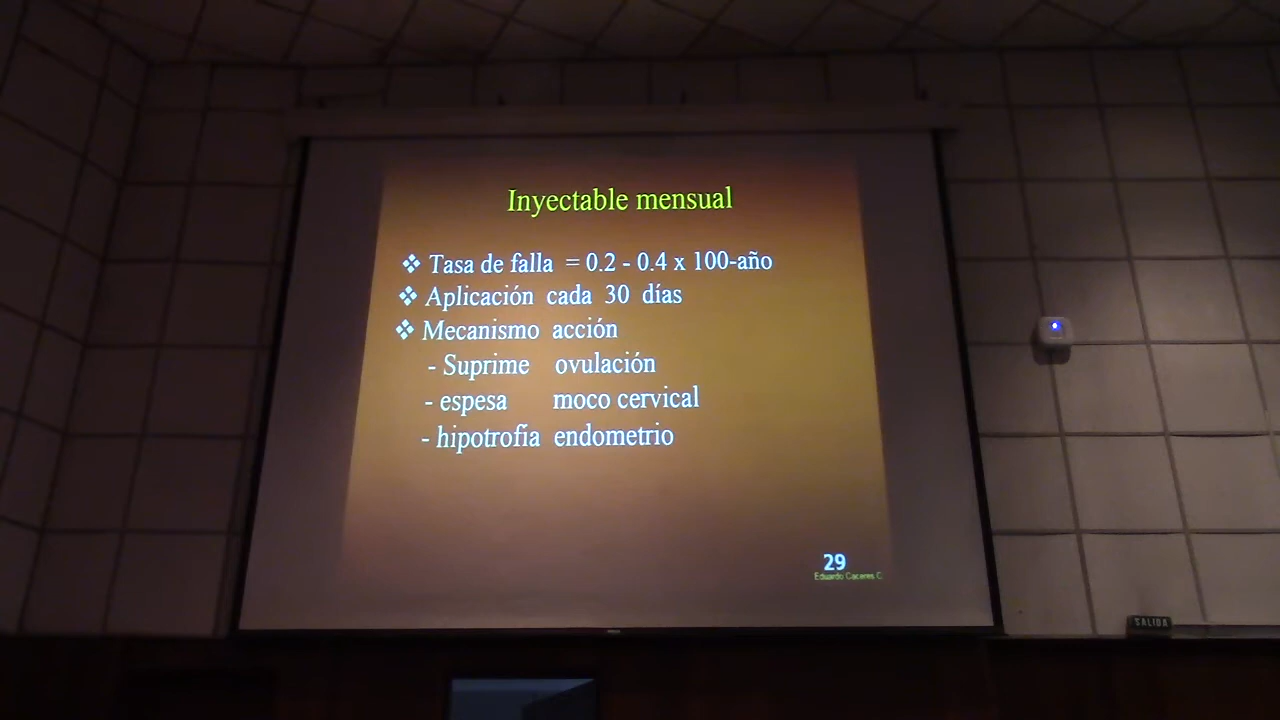 Inyectable mensual
❖ Tasa de falla = 0.2 - 0.4 x 100-año
❖ Aplicación cada 30 días
❖ Mecanismo acción
- Suprime ovulación
- espesa moco cervical
- hipotrofía endometrio
29
Eduardo Caceres C
SALIDA